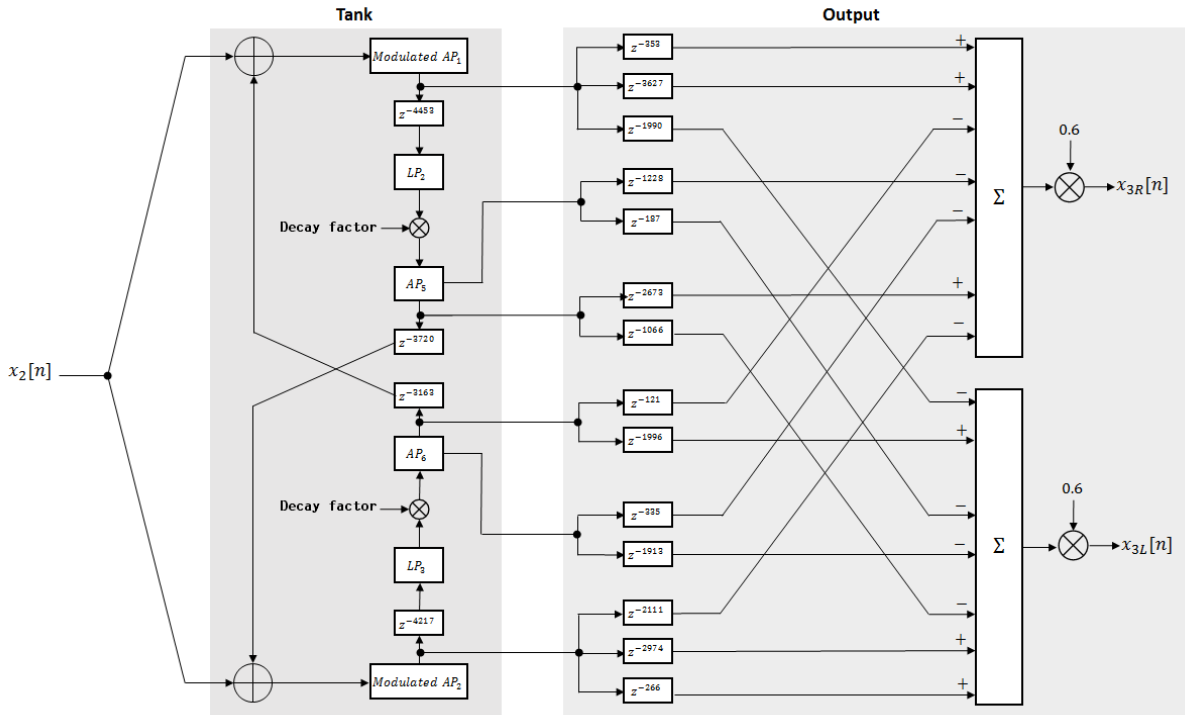 Tank
Output
Modulated AP₁
z⁻³⁵³
+
z⁻³⁶²⁷
+
z⁻⁴⁴⁵³
z⁻¹⁹⁹⁰
−
0.6
LP₂
z⁻¹²²⁸
−
Σ
x₃R[n]
Decay factor
z⁻¹⁸⁷
−
AP₅
z⁻²⁶⁷³
+
z⁻³⁷²⁰
z⁻¹⁰⁶⁶
−
x₂[n]
z⁻³¹⁶³
z⁻¹²¹
−
AP₆
z⁻¹⁹⁹⁶
+
0.6
Decay factor
z⁻³³⁵
−
LP₃
z⁻¹⁹¹³
−
Σ
x₃L[n]
z⁻⁴²¹⁷
z⁻²¹¹¹
−
z⁻²⁹⁷⁴
+
Modulated AP₂
z⁻²⁶⁶
+